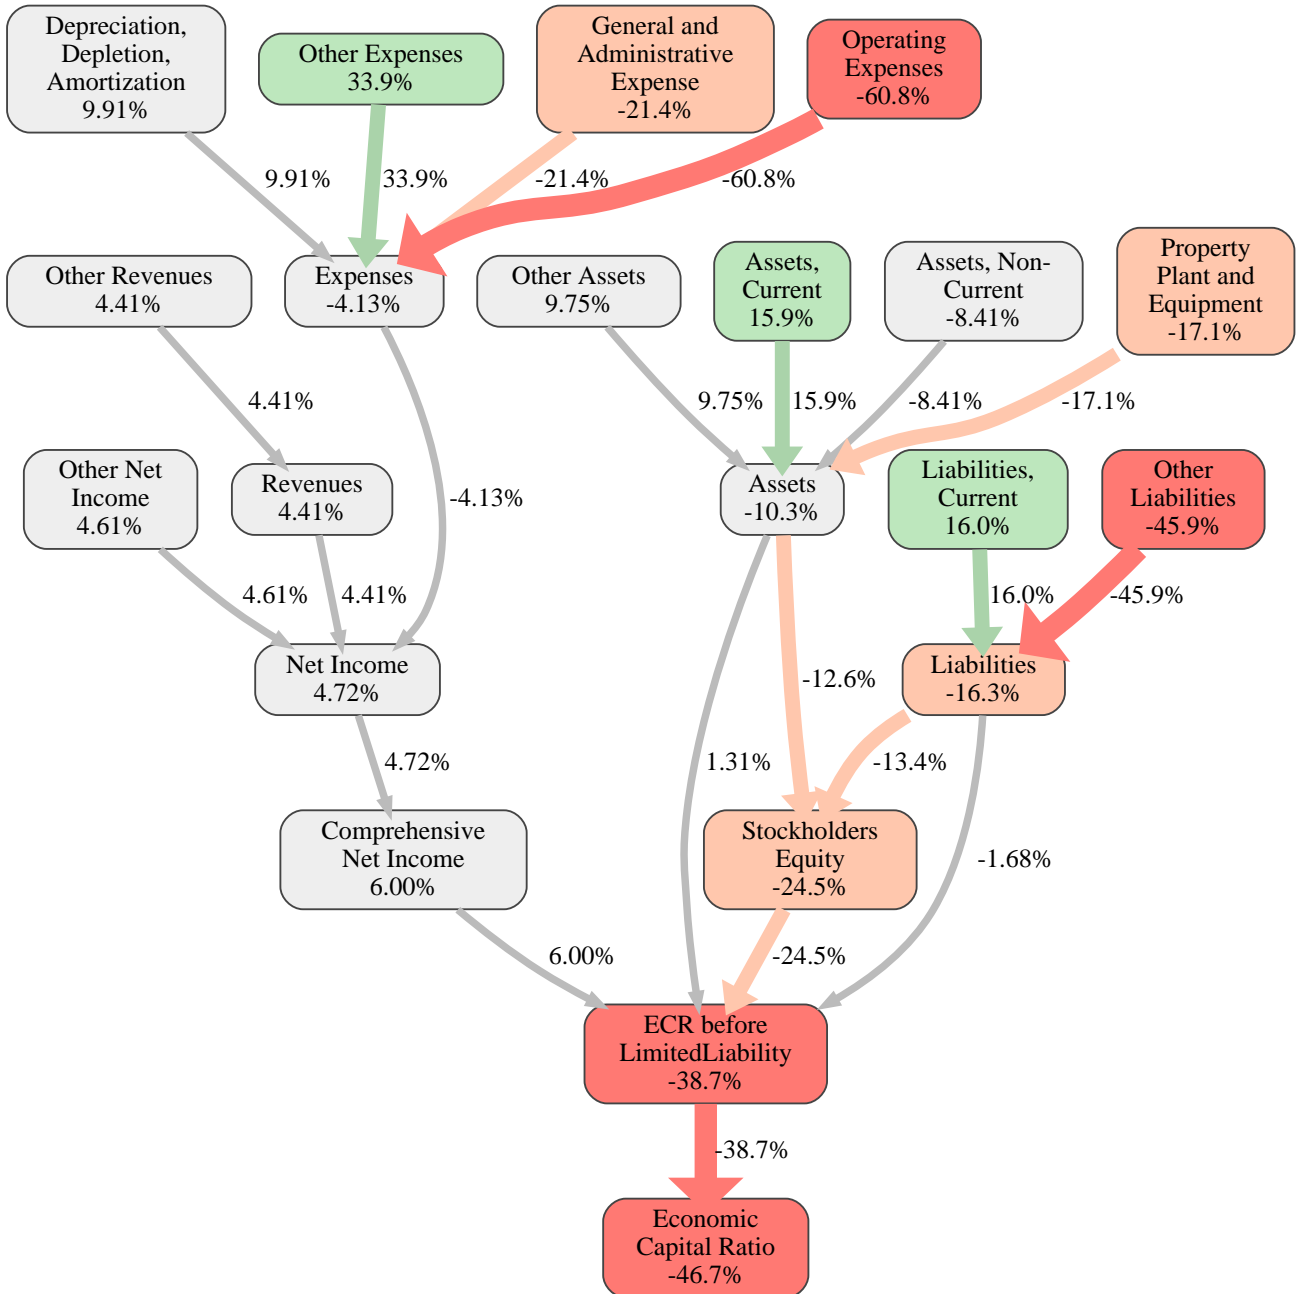 Depreciation,
Depletion,
Amortization
9.91%
Other Expenses
33.9%
General and
Administrative
Expense
-21.4%
Operating
Expenses
-60.8%
9.91%
33.9%
-21.4%
-60.8%
Other Revenues
4.41%
Expenses
-4.13%
Other Assets
9.75%
Assets,
Current
15.9%
Assets, Non-
Current
-8.41%
Property
Plant and
Equipment
-17.1%
4.41%
9.75%
15.9%
-8.41%
-17.1%
Other Net
Income
4.61%
Revenues
4.41%
-4.13%
Assets
-10.3%
Liabilities,
Current
16.0%
Other
Liabilities
-45.9%
4.61%
4.41%
16.0%
-45.9%
Net Income
4.72%
-12.6%
Liabilities
-16.3%
4.72%
1.31%
-13.4%
Comprehensive
Net Income
6.00%
Stockholders
Equity
-24.5%
-1.68%
6.00%
-24.5%
ECR before
LimitedLiability
-38.7%
-38.7%
Economic
Capital Ratio
-46.7%